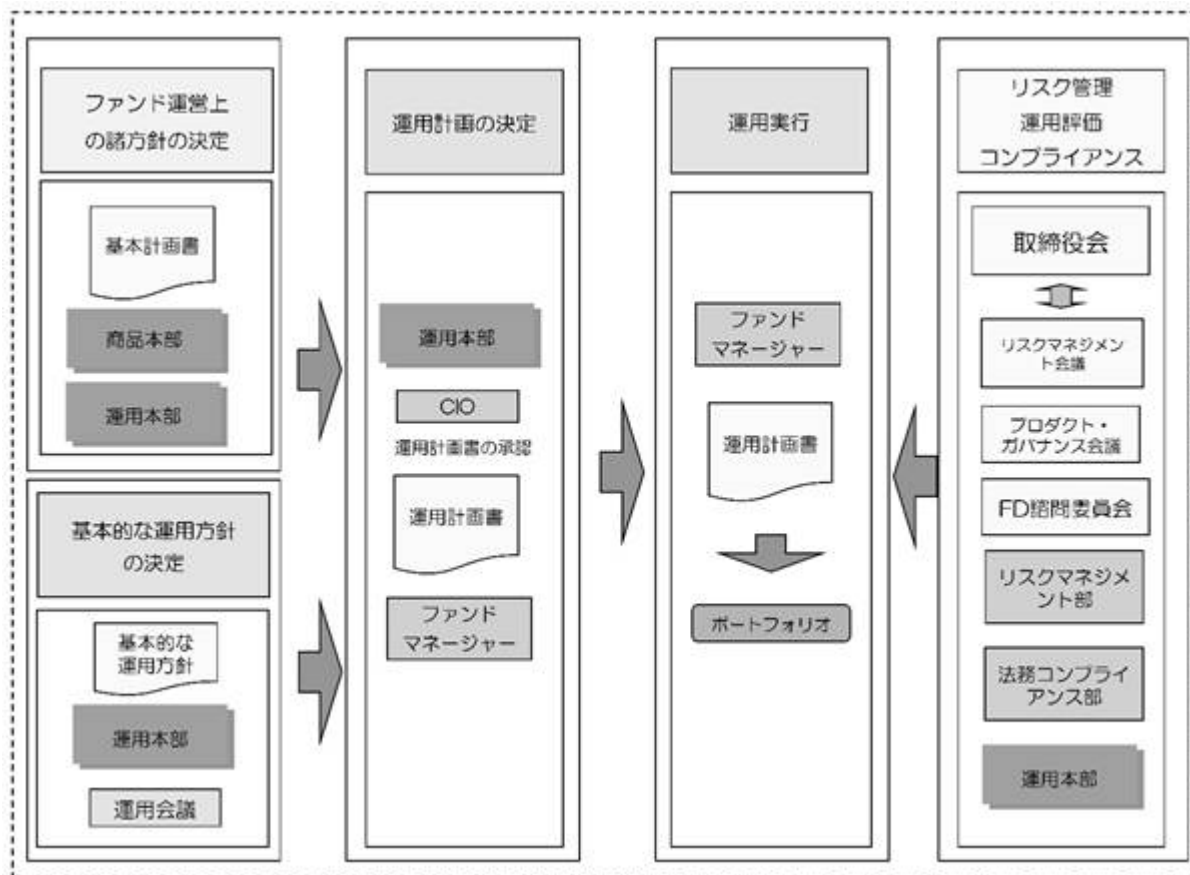 ファンド運営上
の諸方針の決定
基本計画書
商品本部
運用本部
基本的な運用方針
の決定
基本的な
運用方針
運用本部
運用会議
運用計画の決定
運用本部
CIO
運用計画書の承認
運用計画書
ファンド
マネージャー
運用実行
ファンド
マネージャー
運用計画書
ポートフォリオ
リスク管理
運用評価
コンプライアンス
取締役会
リスクマネジメン
ト会議
プロダクト・
ガバナンス会議
FD諮問委員会
リスクマネジメ
ント部
法務コンプライ
アンス部
運用本部